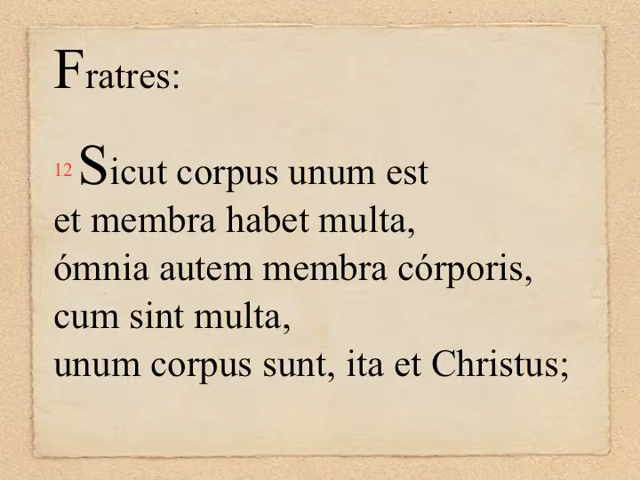 Fratres:
12 Sicut corpus unum est
et membra habet multa,
ómnia autem membra córporis,
cum sint multa,
unum corpus sunt, ita et Christus;